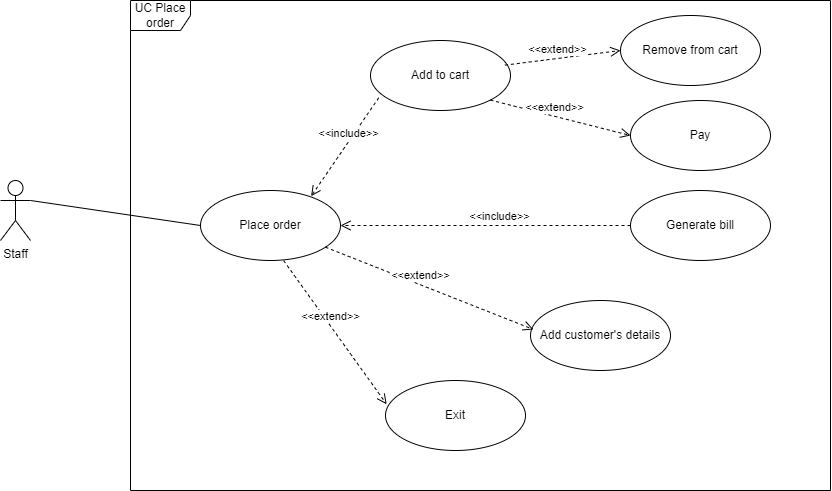 UC Place
order
Remove from cart
<<extend>>
Add to cart
<<extend>>
Pay
<<include>>
Place order
<<include>>
Generate bill
Staff
<<extend>>
<<extend>>
Add customer's details
Exit